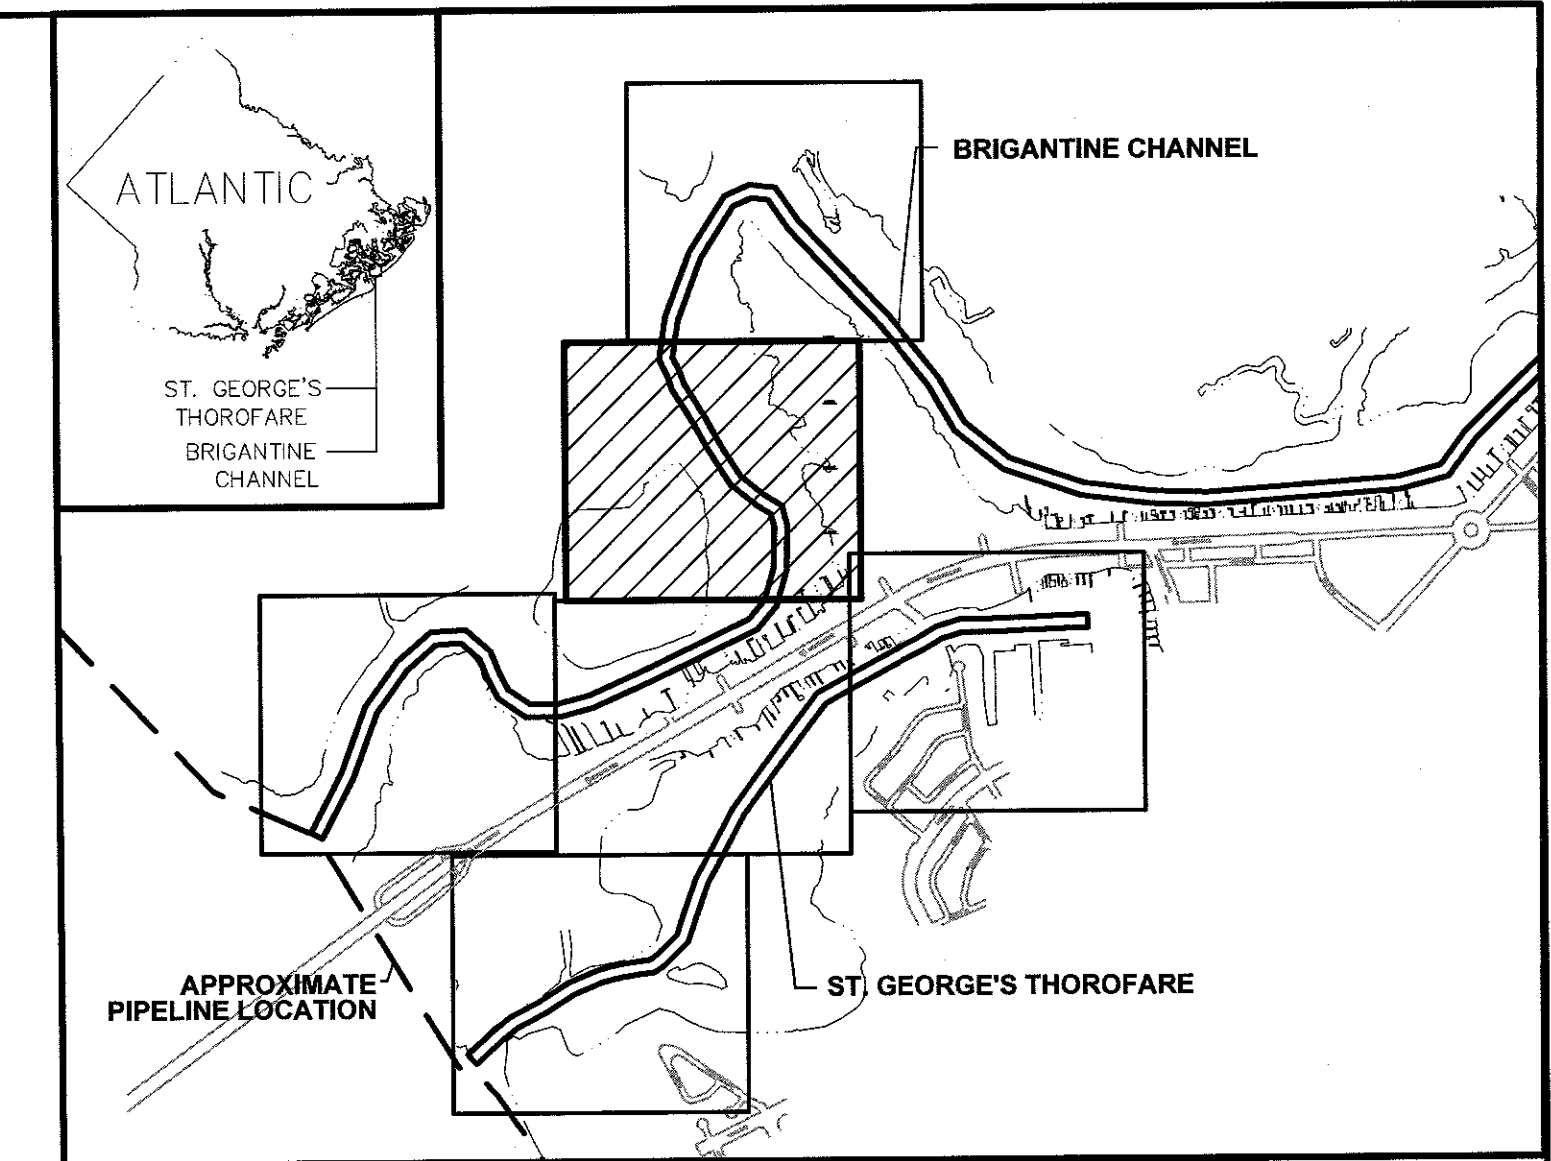 ATLANTIC
ST. GEORGE'S
THOROFARE
BRIGANTINE
CHANNEL
BRIGANTINE CHANNEL
APPROXIMATE
PIPELINE LOCATION
ST. GEORGE'S THOROFARE